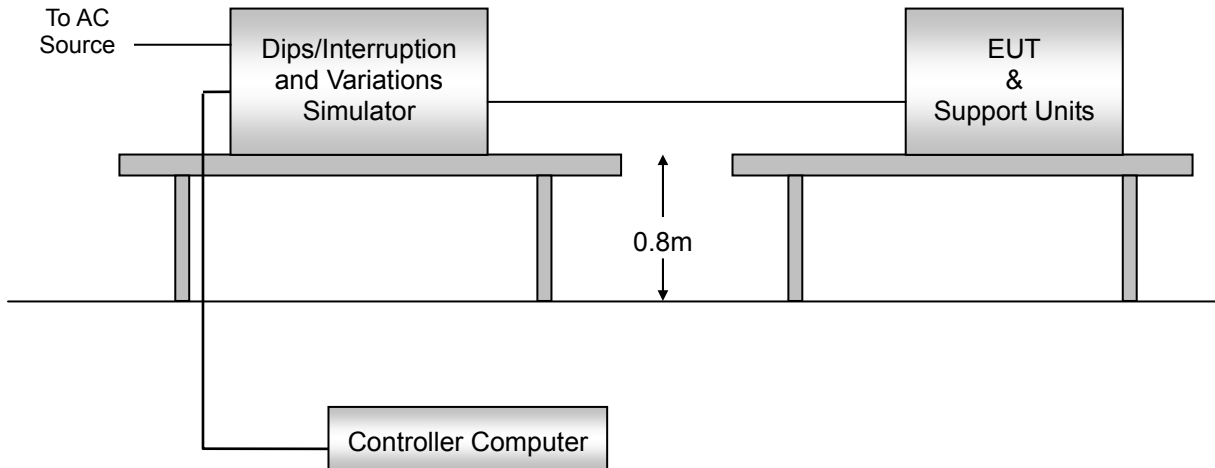 To AC
Source
Dips/Interruption
and Variations
Simulator
EUT
&
Support Units
0.8m
Controller Computer